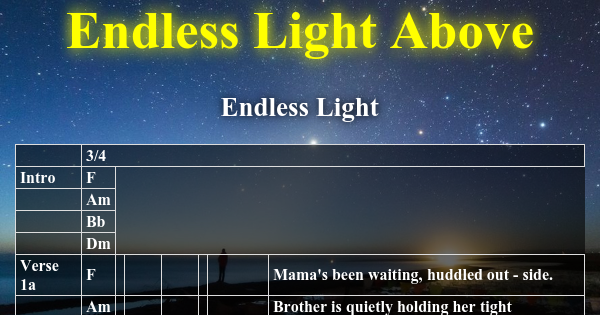 Endless Light Above
Endless Light
3/4
Intro F
Am
Bb
Dm
Verse 1a F Mama's been waiting, huddled out - side.
Am Brother is quietly holding her tight